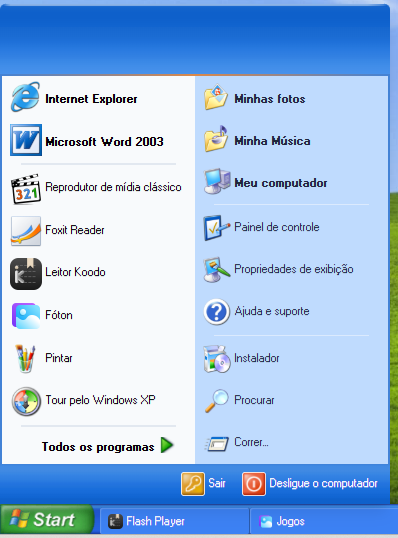 Internet Explorer
Microsoft Word 2003
321
Reprodutor de mídia clássico
Foxit Reader
Leitor Koodo
Fóton
Pintar
Tour pelo Windows XP
Todos os programas
Minhas fotos
Minha Música
Meu computador
Painel de controle
Propriedades de exibição
Ajuda e suporte
Instalador
Procurar
Correr...
Sair
Desligue o computador
Start
Flash Player
Jogos